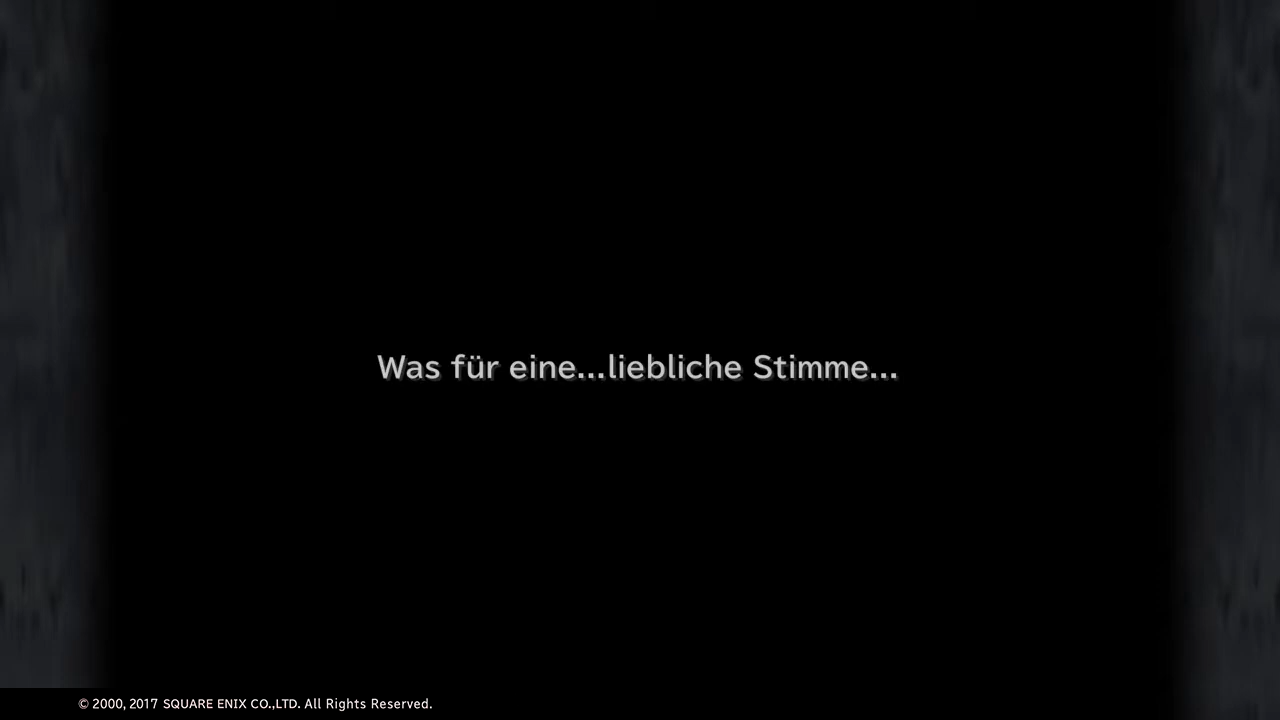 Was für eine...liebliche Stimme...
© 2000, 2017 SQUARE ENIX CO.,LTD. All Rights Reserved.